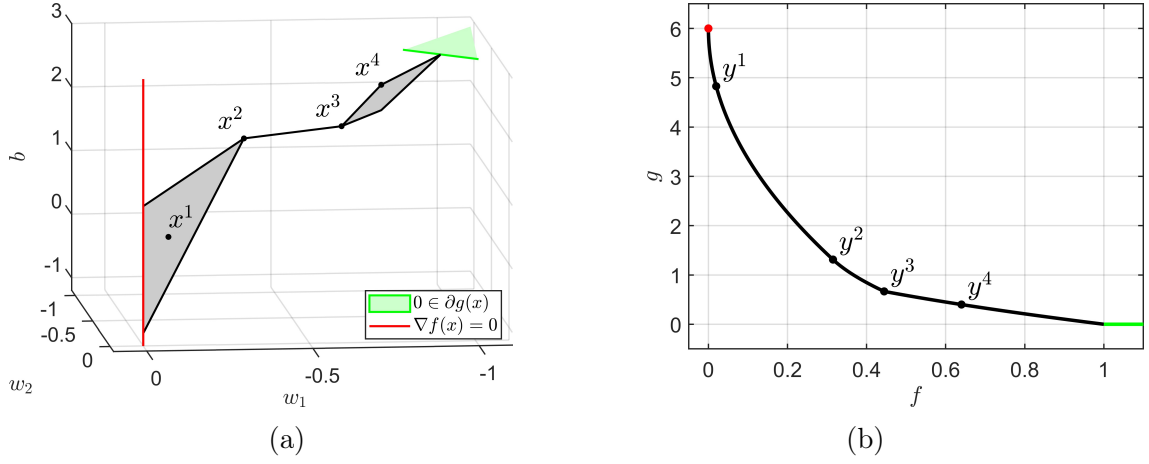 3
2
1
0
-1
b
-1
-0.5
0
w_2
0
-0.5
-1
w_1
x^1
x^2
x^3
x^4
0 ∈ ∂g(x)
∇f(x) = 0
(a)
6
5
4
3
2
1
0
g
y^1
y^2
y^3
y^4
0 0.2 0.4 0.6 0.8 1
f
(b)